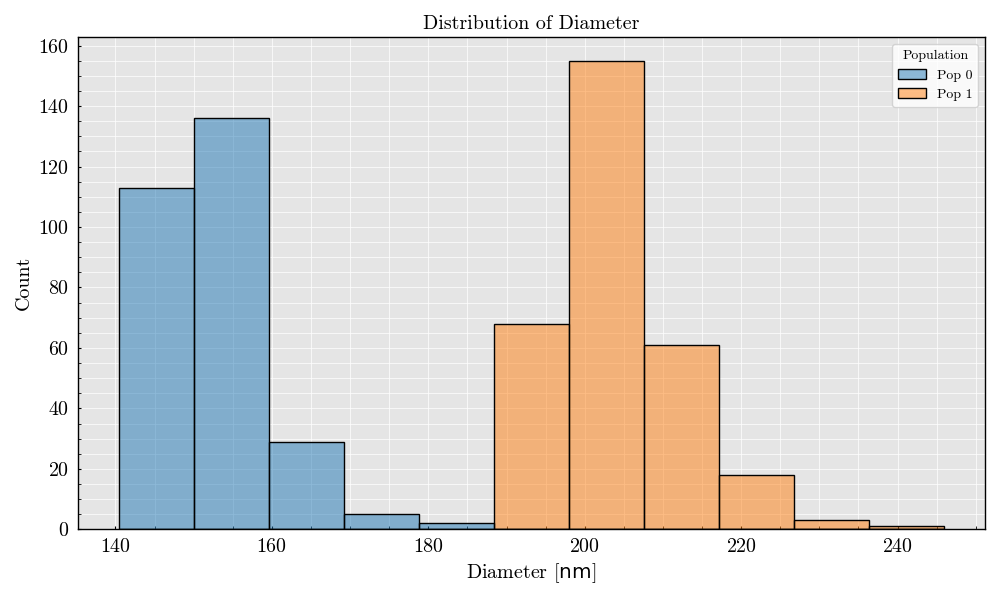 Distribution of Diameter
Population
Pop 0
Pop 1
Count
160
140
120
100
80
60
40
20
0
140 160 180 200 220 240
Diameter [nm]